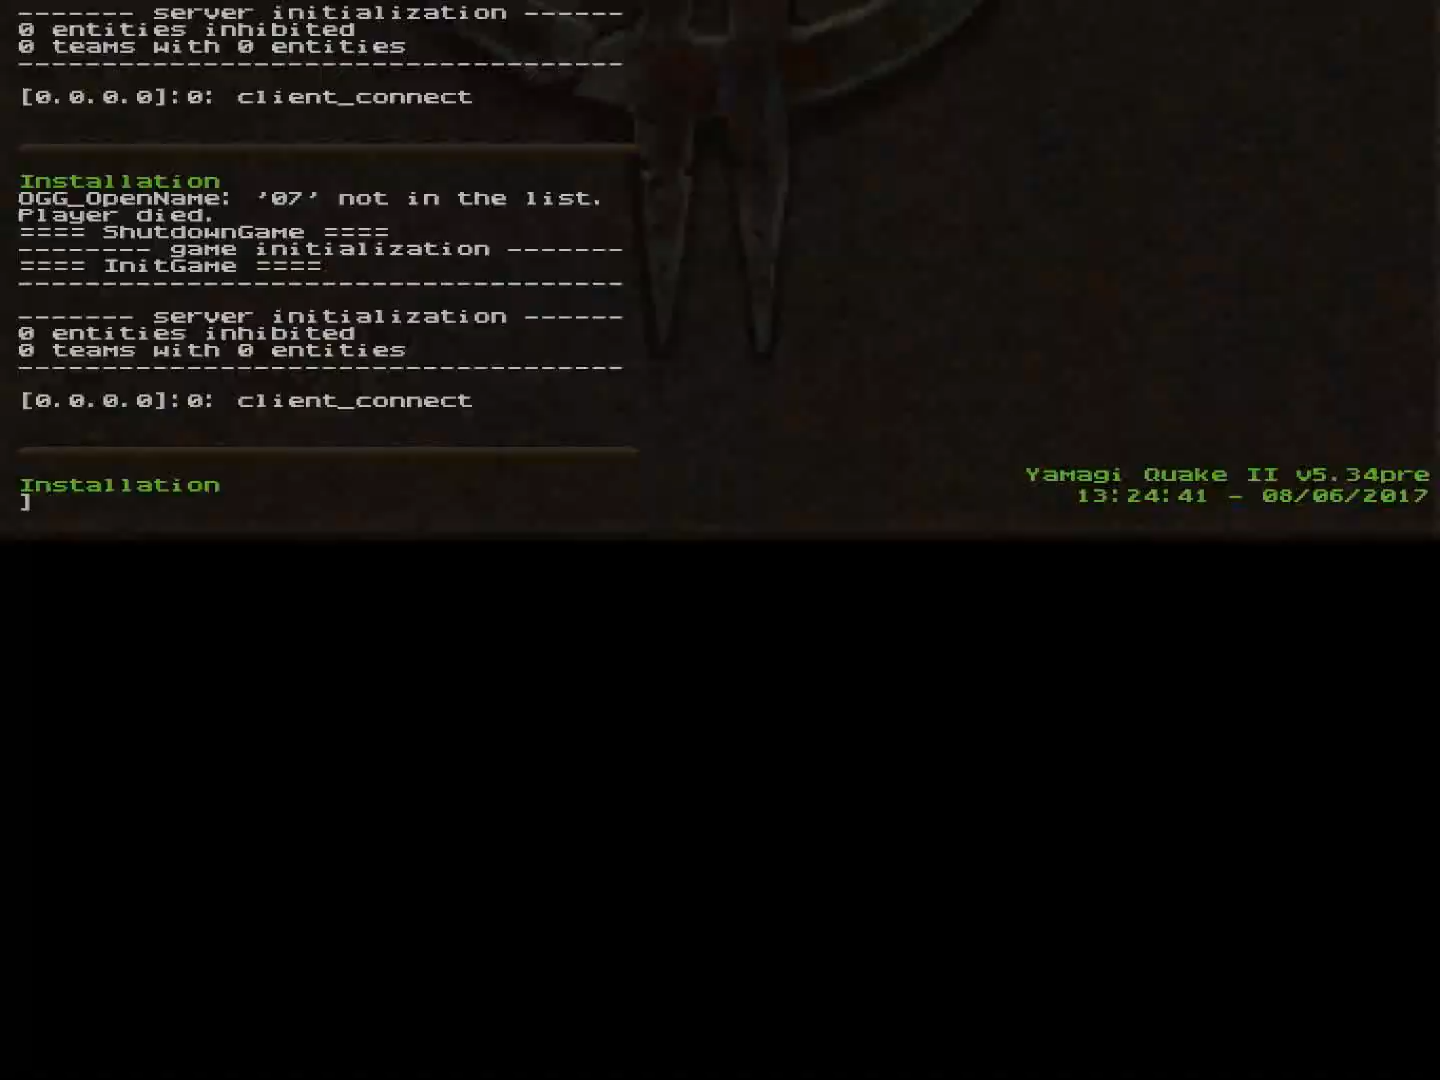 ------- server initialization ------
0 entities inhibited
0 teams with 0 entities
------------------------------------
[0.0.0.0]:0: client_connect
Installation
OGG_OpenName: '07' not in the list.
Player died.
==== ShutdownGame ====
-------- game initialization -------
==== InitGame ====
------------------------------------
------- server initialization ------
0 entities inhibited
0 teams with 0 entities
------------------------------------
[0.0.0.0]:0: client_connect
Installation
]
Yamagi Quake II v5.34pre
13:24:41 - 08/06/2017